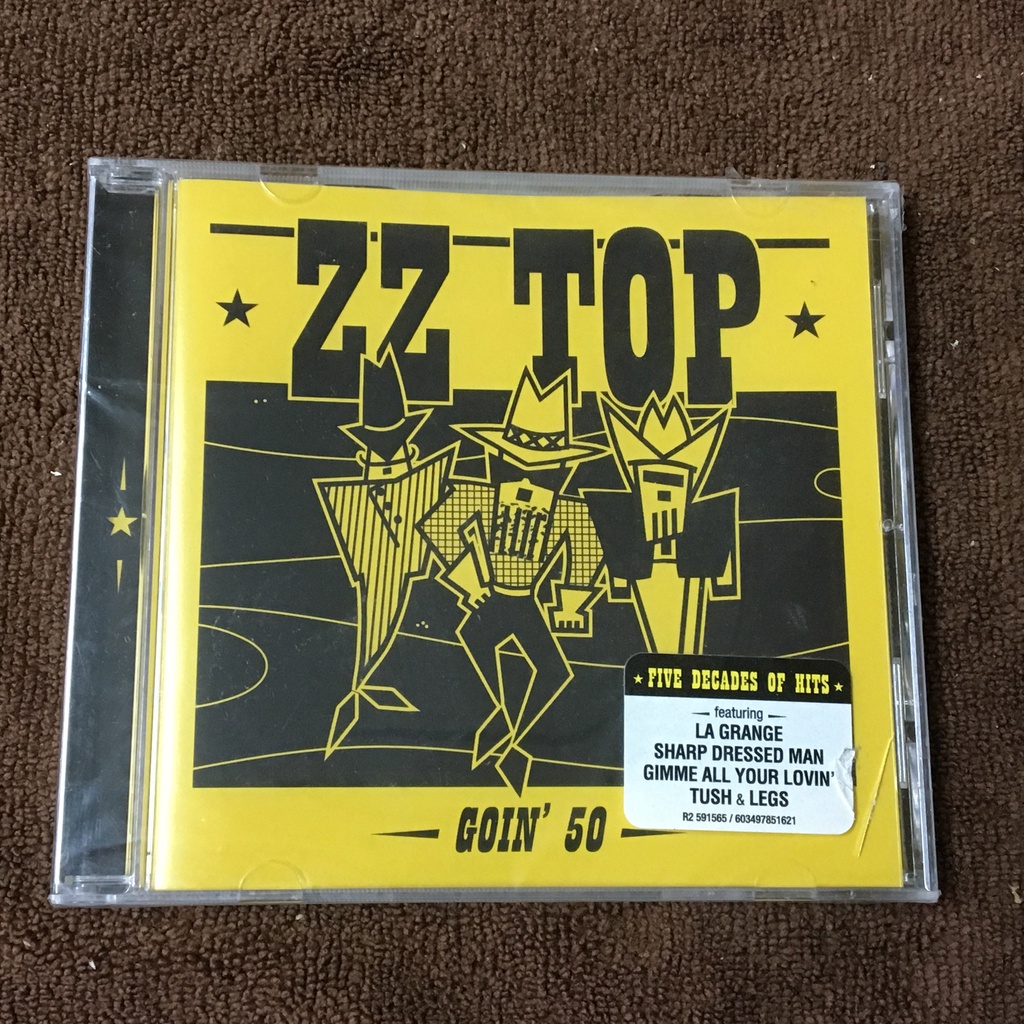 ZZ TOP
FIVE DECADES OF HITS
featuring
LA GRANGE
SHARP DRESSED MAN
GIMME ALL YOUR LOVIN'
TUSH & LEGS
R2 591565 / 603497851621
GOIN' 50